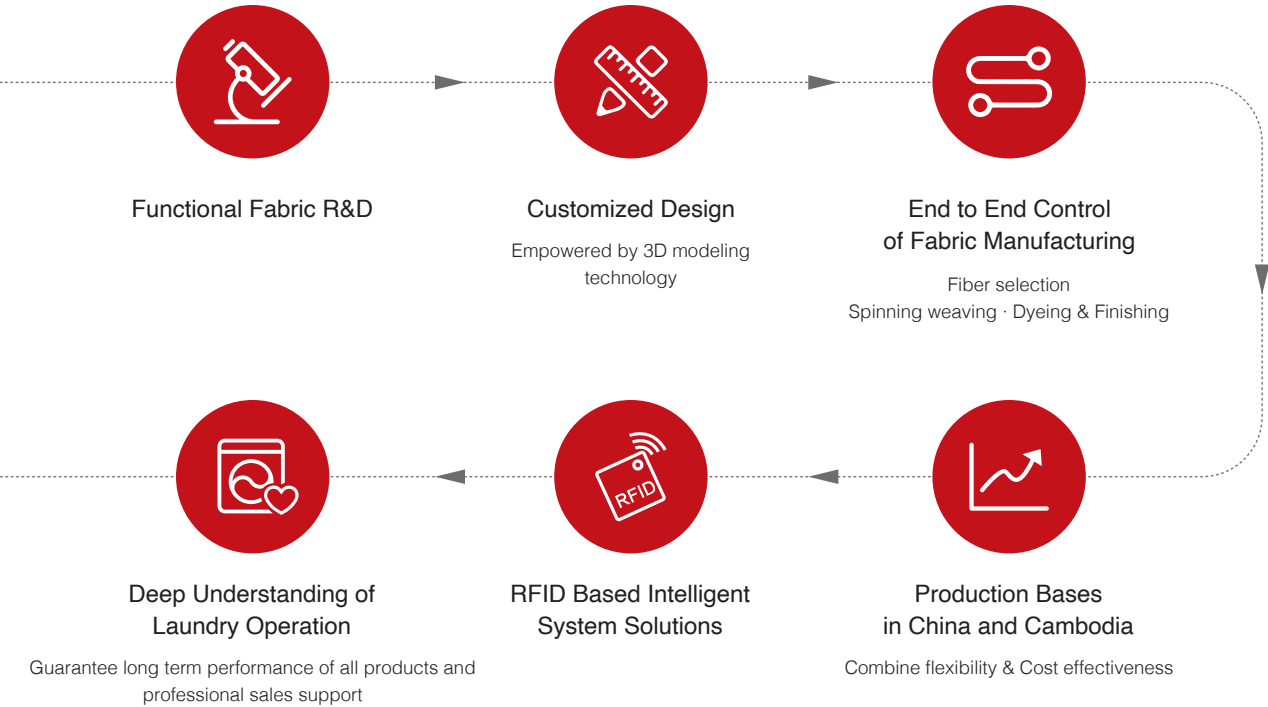 Functional Fabric R&D
Customized Design
Empowered by 3D modeling
technology
End to End Control
of Fabric Manufacturing
Fiber selection
Spinning weaving · Dyeing & Finishing
Deep Understanding of
Laundry Operation
Guarantee long term performance of all products and
professional sales support
RFID
RFID Based Intelligent
System Solutions
Production Bases
in China and Cambodia
Combine flexibility & Cost effectiveness